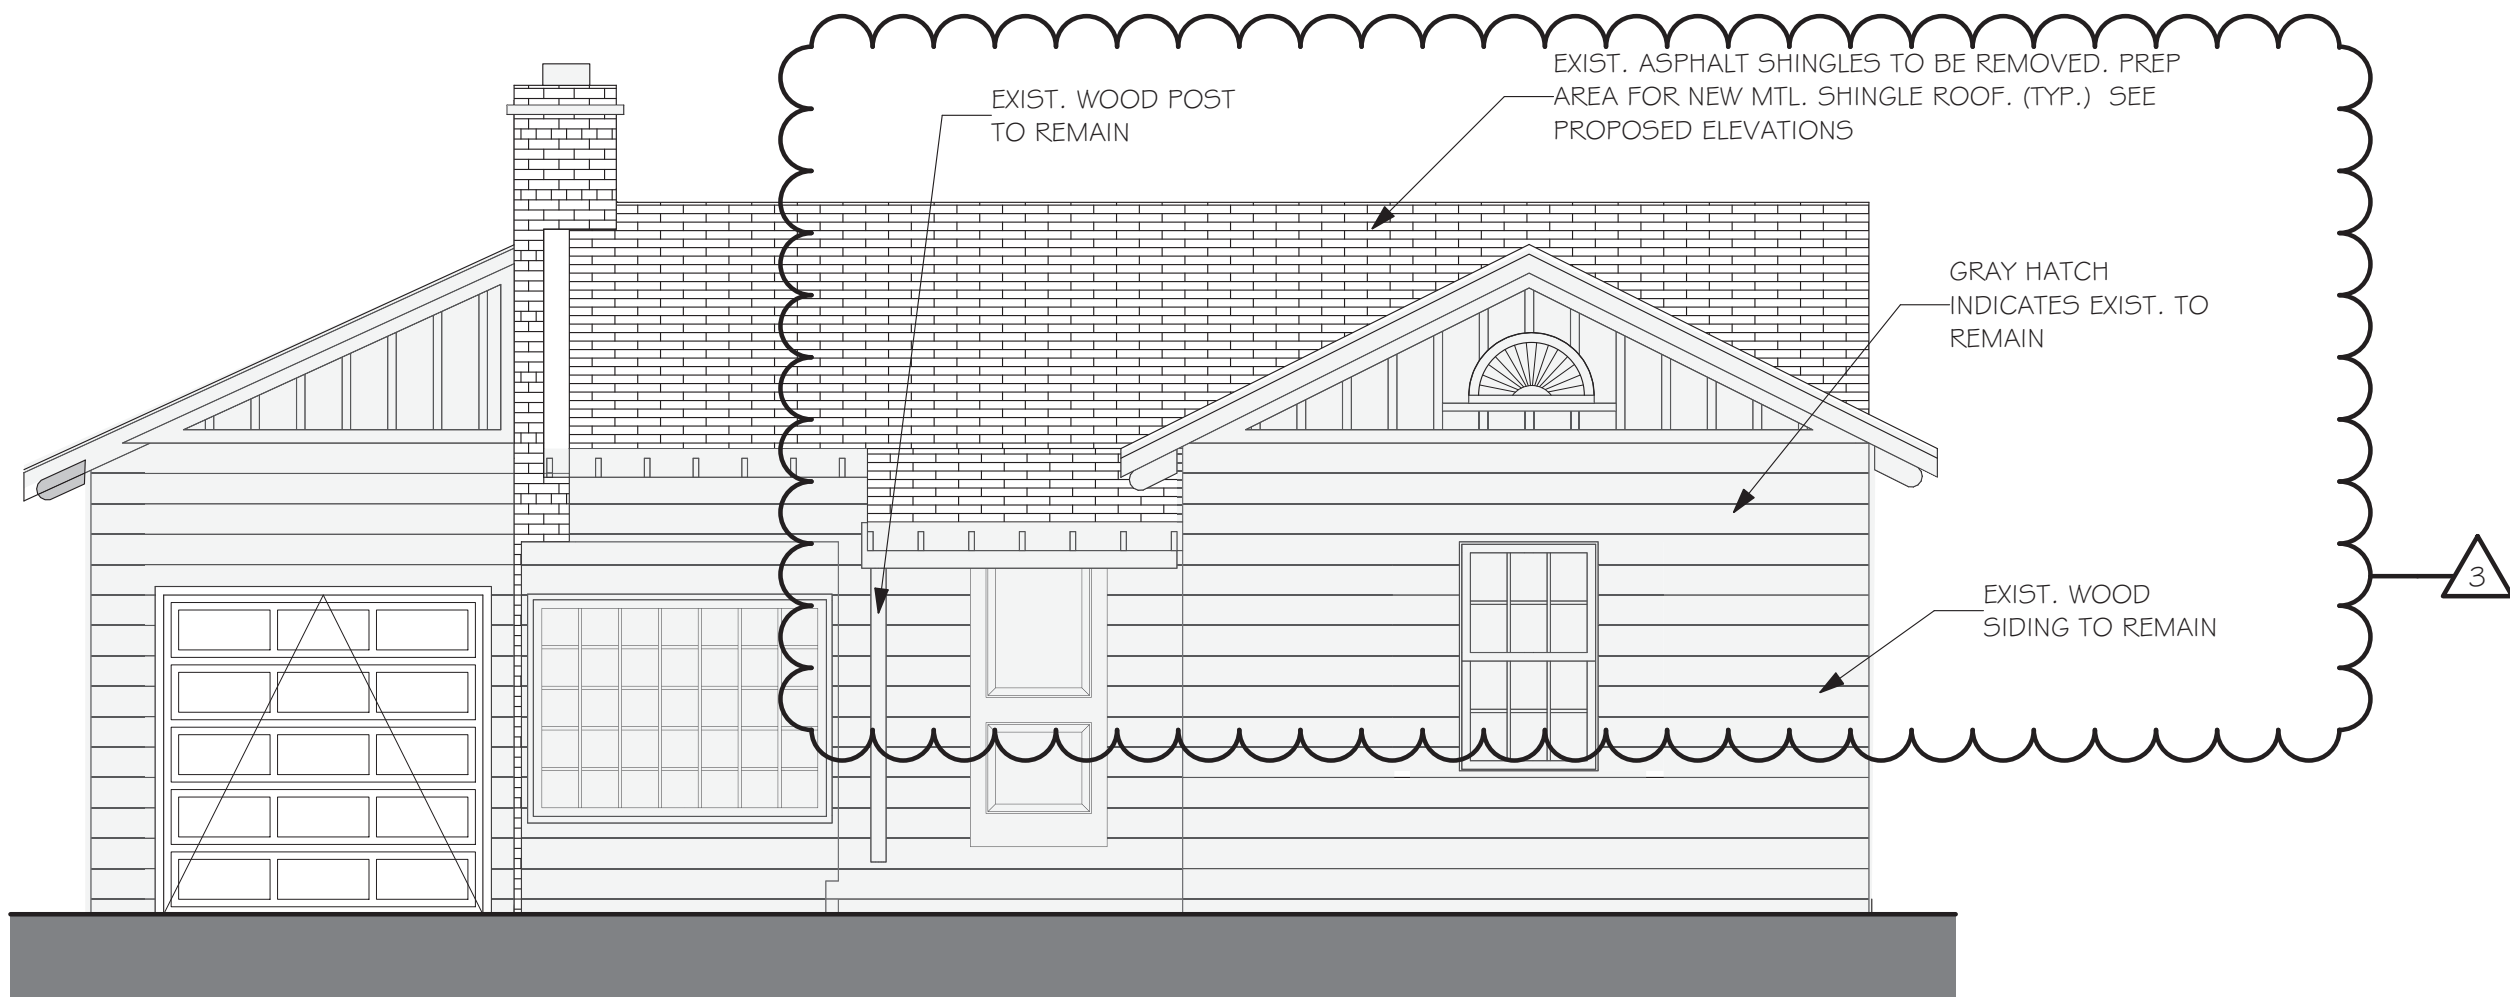 EXIST. WOOD POST
TO REMAIN
EXIST. ASPHALT SHINGLES TO BE REMOVED. PREP
AREA FOR NEW MTL. SHINGLE ROOF. (TYP.) SEE
PROPOSED ELEVATIONS
GRAY HATCH
INDICATES EXIST. TO
REMAIN
EXIST. WOOD
SIDING TO REMAIN
3